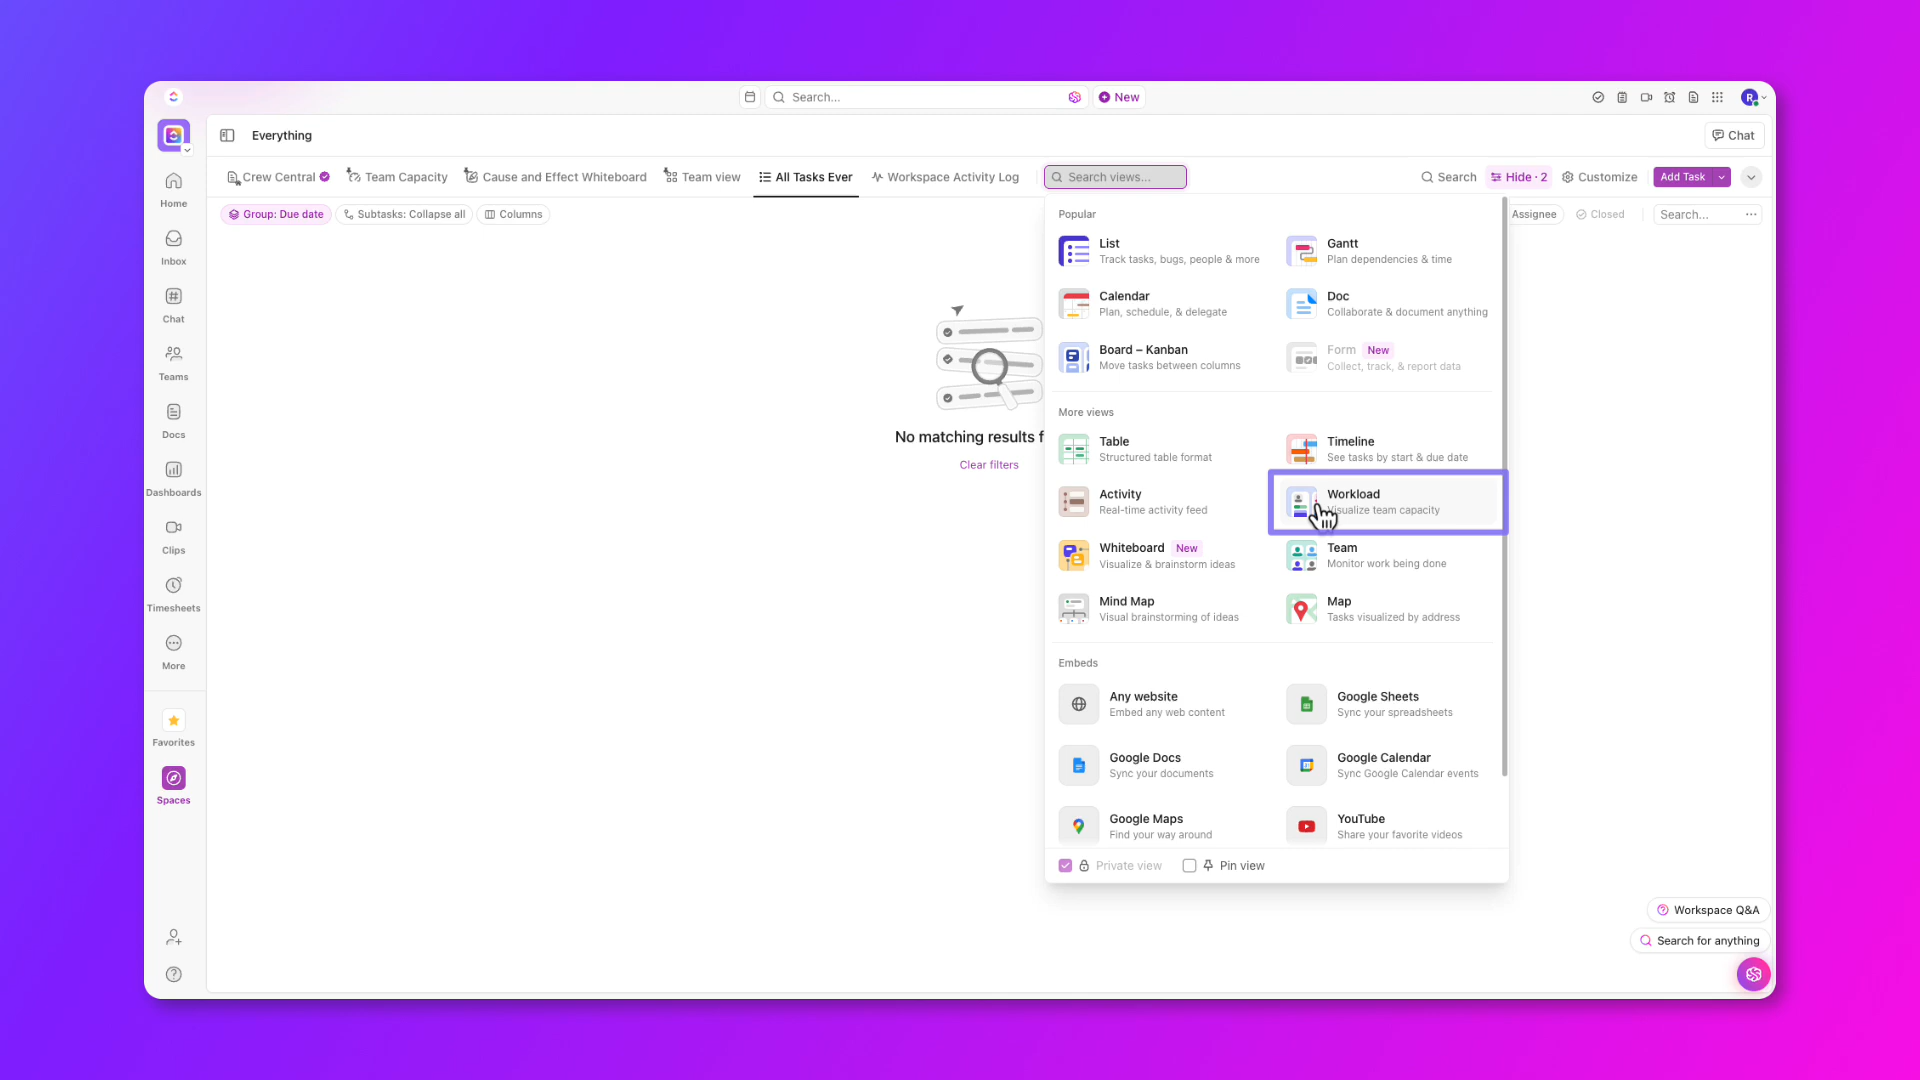 Search...
New
R
Everything
Chat
Crew Central
Team Capacity
Cause and Effect Whiteboard
Team view
All Tasks Ever
Workspace Activity Log
Search views...
Search
Hide · 2
Customize
Add Task
Group: Due date
Subtasks: Collapse all
Columns
Assignee
Closed
Search...
Home
Inbox
Chat
Teams
Docs
Dashboards
Clips
Timesheets
More
Favorites
Spaces
No matching results f
Clear filters
Popular
List
Track tasks, bugs, people & more
Gantt
Plan dependencies & time
Calendar
Plan, schedule, & delegate
Doc
Collaborate & document anything
Board – Kanban
Move tasks between columns
Form New
Collect, track, & report data
More views
Table
Structured table format
Timeline
See tasks by start & due date
Activity
Real-time activity feed
Workload
Visualize team capacity
Whiteboard New
Visualize & brainstorm ideas
Team
Monitor work being done
Mind Map
Visual brainstorming of ideas
Map
Tasks visualized by address
Embeds
Any website
Embed any web content
Google Sheets
Sync your spreadsheets
Google Docs
Sync your documents
Google Calendar
Sync Google Calendar events
Google Maps
Find your way around
YouTube
Share your favorite videos
Private view
Pin view
Workspace Q&A
Search for anything